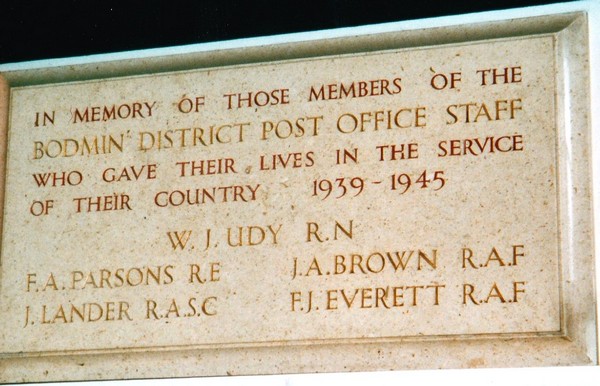 IN MEMORY OF THOSE MEMBERS OF THE
BODMIN DISTRICT POST OFFICE STAFF
WHO GAVE THEIR LIVES IN THE SERVICE
OF THEIR COUNTRY 1939-1945
W. J. UDY R.N
F.A. PARSONS R.E
J.A. BROWN R.A.F
J. LANDER R.A.S.C
F.J. EVERETT R.A.F